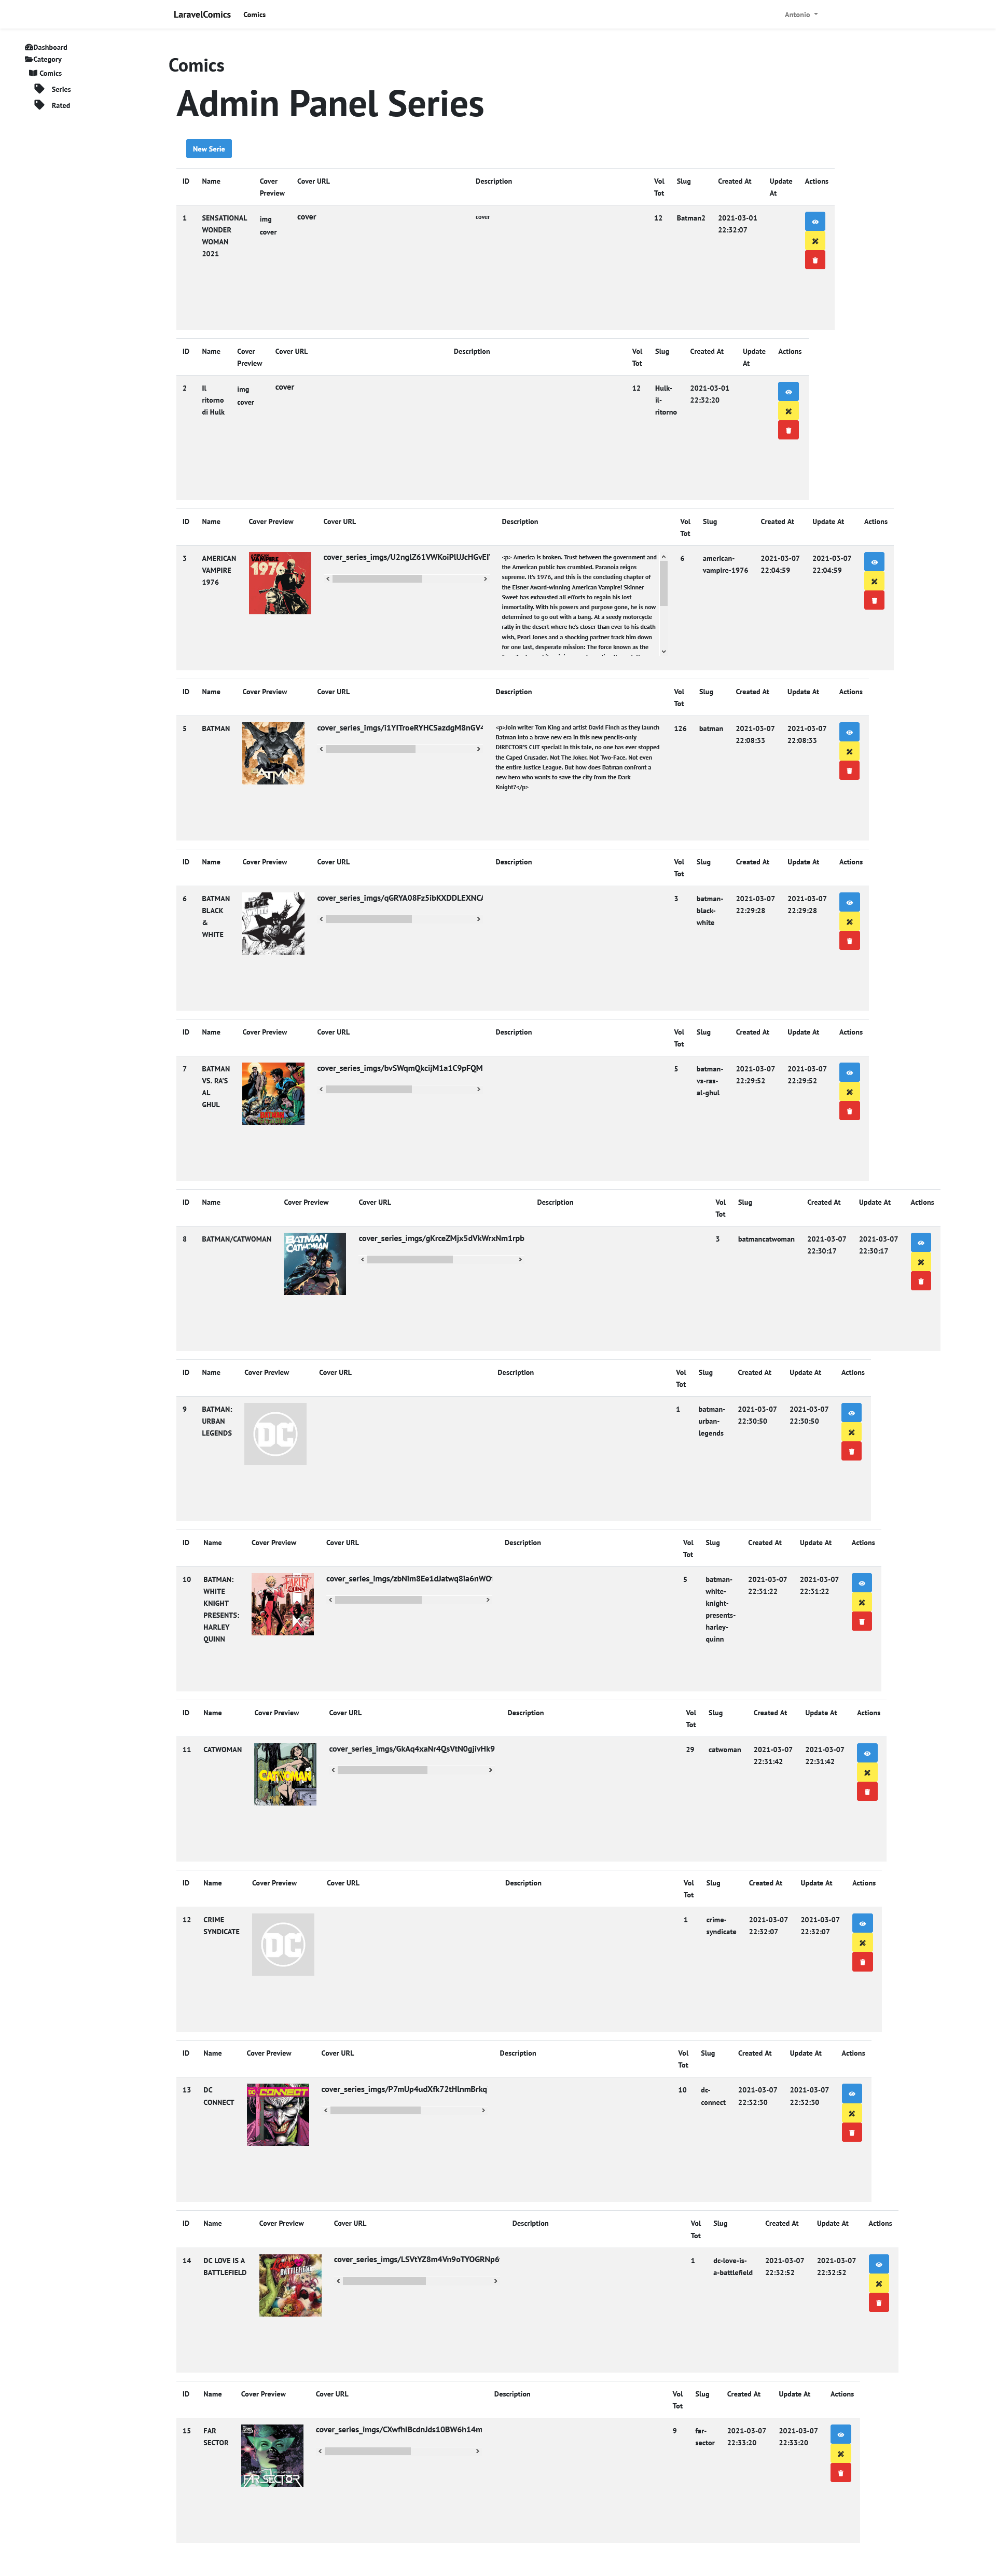 LaravelComics Comics Antonio
Dashboard
Category
Comics
Series
Rated
Comics
Admin Panel Series
New Serie
ID Name Cover Preview Cover URL Description Vol Tot Slug Created At Update At Actions
1 SENSATIONAL WONDER WOMAN 2021 img cover cover cover 12 Batman2 2021-03-01 22:32:07
ID Name Cover Preview Cover URL Description Vol Tot Slug Created At Update At Actions
2 Il ritorno di Hulk img cover cover 12 Hulk-il-ritorno 2021-03-01 22:32:20
ID Name Cover Preview Cover URL Description Vol Tot Slug Created At Update At Actions
3 AMERICAN VAMPIRE 1976 1976
<p> America is broken. Trust between the government and
the American public has crumbled. Paranoia reigns
supreme. It's 1976, and this is the concluding chapter of
the Eisner Award-winning American Vampire! Skinner
Sweet has exhausted all efforts to regain his lost
immortality. With his powers and purpose gone, he is now
determined to go out with a bang. At a seedy motorcycle
rally in the desert where he's closer than ever to his death
wish, Pearl Jones and a shocking partner track him down
for one last, desperate mission: The force known as the
6 american-vampire-1976 2021-03-07 22:04:59 2021-03-07 22:04:59
ID Name Cover Preview Cover URL Description Vol Tot Slug Created At Update At Actions
5 BATMAN BATMAN
<p>Join writer Tom King and artist David Finch as they launch
Batman into a brave new era in this new pencils-only
DIRECTOR'S CUT special! In this tale, no one has ever stopped
the Caped Crusader. Not The Joker. Not Two-Face. Not even
the entire Justice League. But how does Batman confront a
new hero who wants to save the city from the Dark
Knight?</p>
126 batman 2021-03-07 22:08:33 2021-03-07 22:08:33
ID Name Cover Preview Cover URL Description Vol Tot Slug Created At Update At Actions
6 BATMAN BLACK & WHITE 3 batman-black-white 2021-03-07 22:29:28 2021-03-07 22:29:28
ID Name Cover Preview Cover URL Description Vol Tot Slug Created At Update At Actions
7 BATMAN VS. RA'S AL GHUL BATMAN cover_series_imgs/bvSWqmQkcijM1a1C9pFQM 5 batman-vs-ras-al-ghul 2021-03-07 22:29:52 2021-03-07 22:29:52
ID Name Cover Preview Cover URL Description Vol Tot Slug Created At Update At Actions
8 BATMAN/CATWOMAN BATMAN CATWOMAN cover_series_imgs/gKrceZMjx5dVkWrxNm1rpb 3 batmancatwoman 2021-03-07 22:30:17 2021-03-07 22:30:17
ID Name Cover Preview Cover URL Description Vol Tot Slug Created At Update At Actions
9 BATMAN: URBAN LEGENDS DC 1 batman-urban-legends 2021-03-07 22:30:50 2021-03-07 22:30:50
ID Name Cover Preview Cover URL Description Vol Tot Slug Created At Update At Actions
10 BATMAN: WHITE KNIGHT PRESENTS: HARLEY QUINN HARLEY QUINN 5 batman-white-knight-presents-harley-quinn 2021-03-07 22:31:22 2021-03-07 22:31:22
ID Name Cover Preview Cover URL Description Vol Tot Slug Created At Update At Actions
11 CATWOMAN CATWOMAN cover_series_imgs/GkAq4xaNr4QsVtN0gjivHk9 29 catwoman 2021-03-07 22:31:42 2021-03-07 22:31:42
ID Name Cover Preview Cover URL Description Vol Tot Slug Created At Update At Actions
12 CRIME SYNDICATE DC 1 crime-syndicate 2021-03-07 22:32:07 2021-03-07 22:32:07
ID Name Cover Preview Cover URL Description Vol Tot Slug Created At Update At Actions
13 DC CONNECT DC CONNECT cover_series_imgs/P7mUp4udXfk72tHlnmBrkq 10 dc-connect 2021-03-07 22:32:30 2021-03-07 22:32:30
ID Name Cover Preview Cover URL Description Vol Tot Slug Created At Update At Actions
14 DC LOVE IS A BATTLEFIELD BATTLEFIELD 1 dc-love-is-a-battlefield 2021-03-07 22:32:52 2021-03-07 22:32:52
ID Name Cover Preview Cover URL Description Vol Tot Slug Created At Update At Actions
15 FAR SECTOR FAR SECTOR cover_series_imgs/CXwfhIBcdnJds10BW6h14m 9 far-sector 2021-03-07 22:33:20 2021-03-07 22:33:20